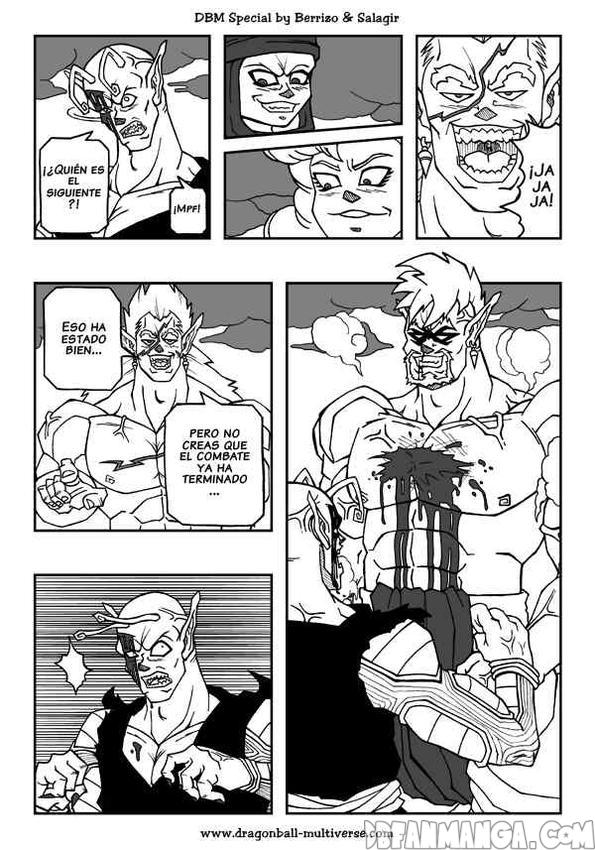 DBM Special by Berrizo & Salagir
¡¿Quién es
el
siguiente
?!
¡Mpf!
¡Ja
ja
ja!
Eso ha
estado
bien...
pero no
creas que
el combate
ya ha
terminado
...
www.dragonball-multiverse.com
DBFANMANGA.COM